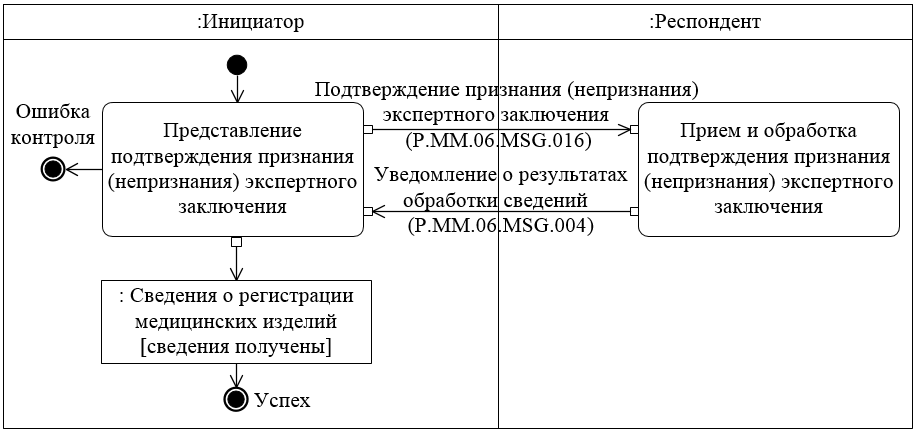 :Инициатор
:Респондент
Ошибка
контроля
Представление
подтверждения признания
(непризнания) экспертного
заключения
Подтверждение признания (непризнания)
экспертного заключения
(P.MM.06.MSG.016)
Уведомление о результатах
обработки сведений
(P.MM.06.MSG.004)
Прием и обработка
подтверждения признания
(непризнания) экспертного
заключения
: Сведения о регистрации
медицинских изделий
[сведения получены]
Успех